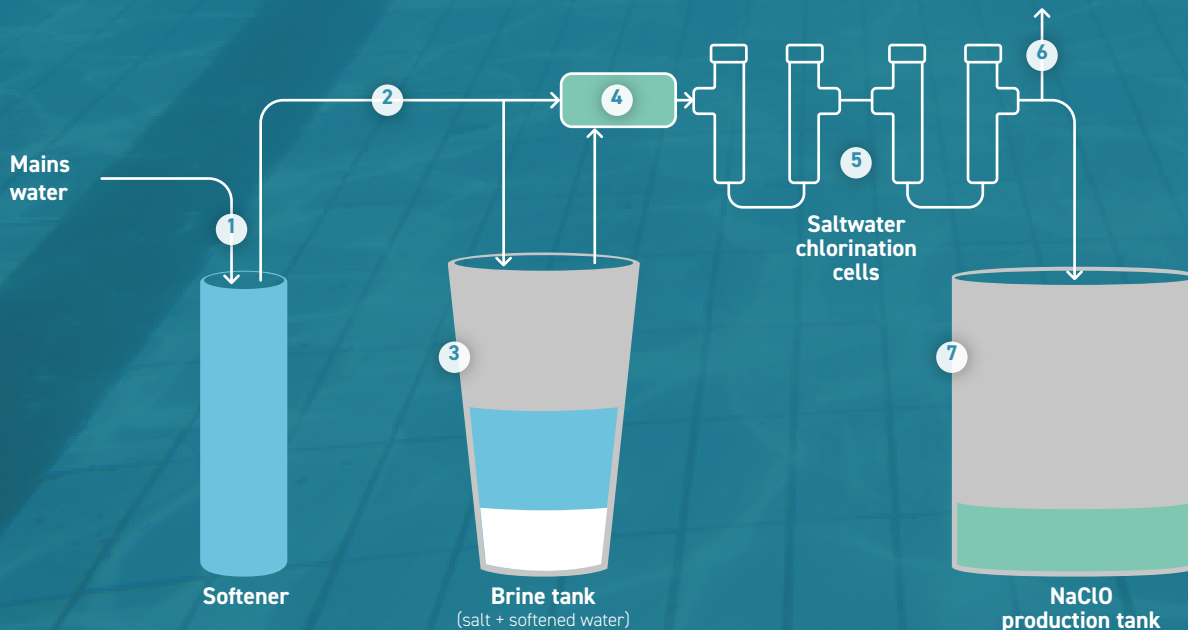 6
2
4
Mains
water
5
1
Saltwater
chlorination
cells
3
7
Softener
Brine tank
(salt + softened water)
NaClO
production tank